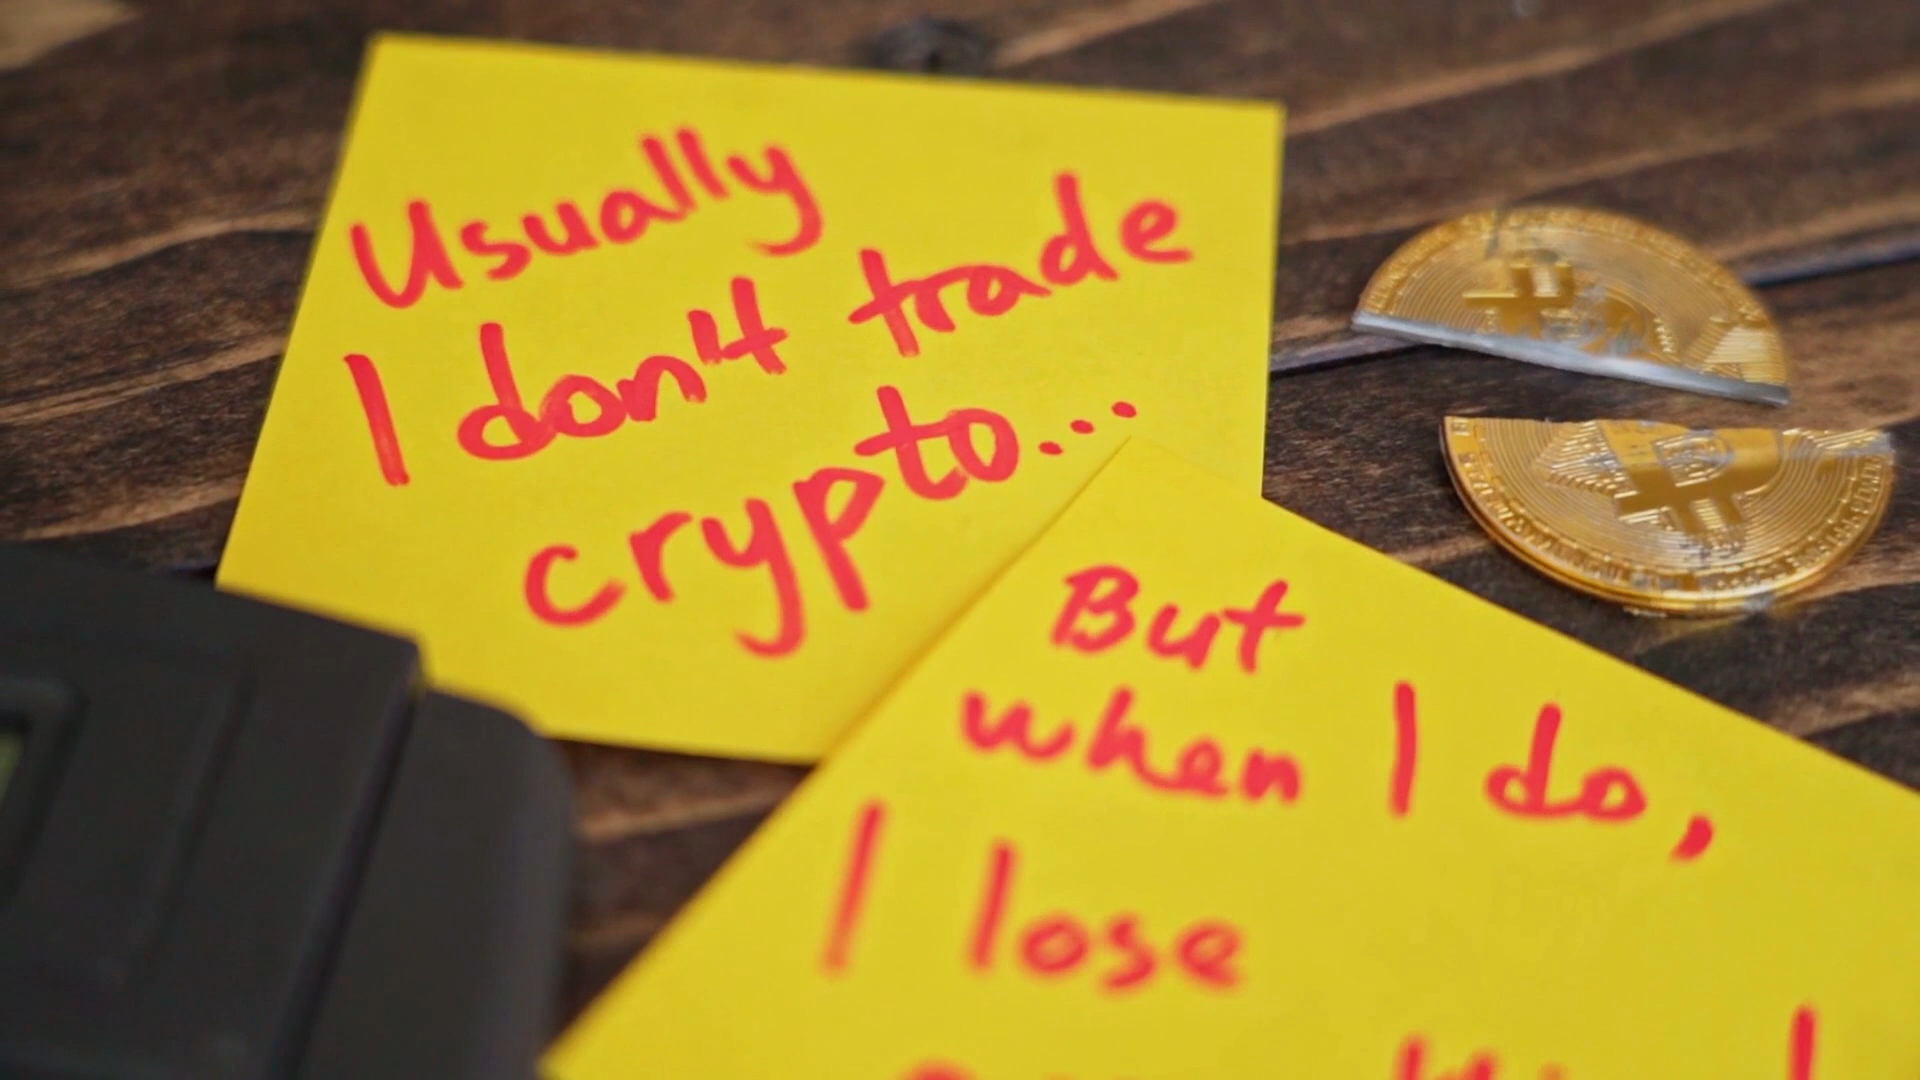 Usually
I don't trade
crypto...
But
when I do,
I lose